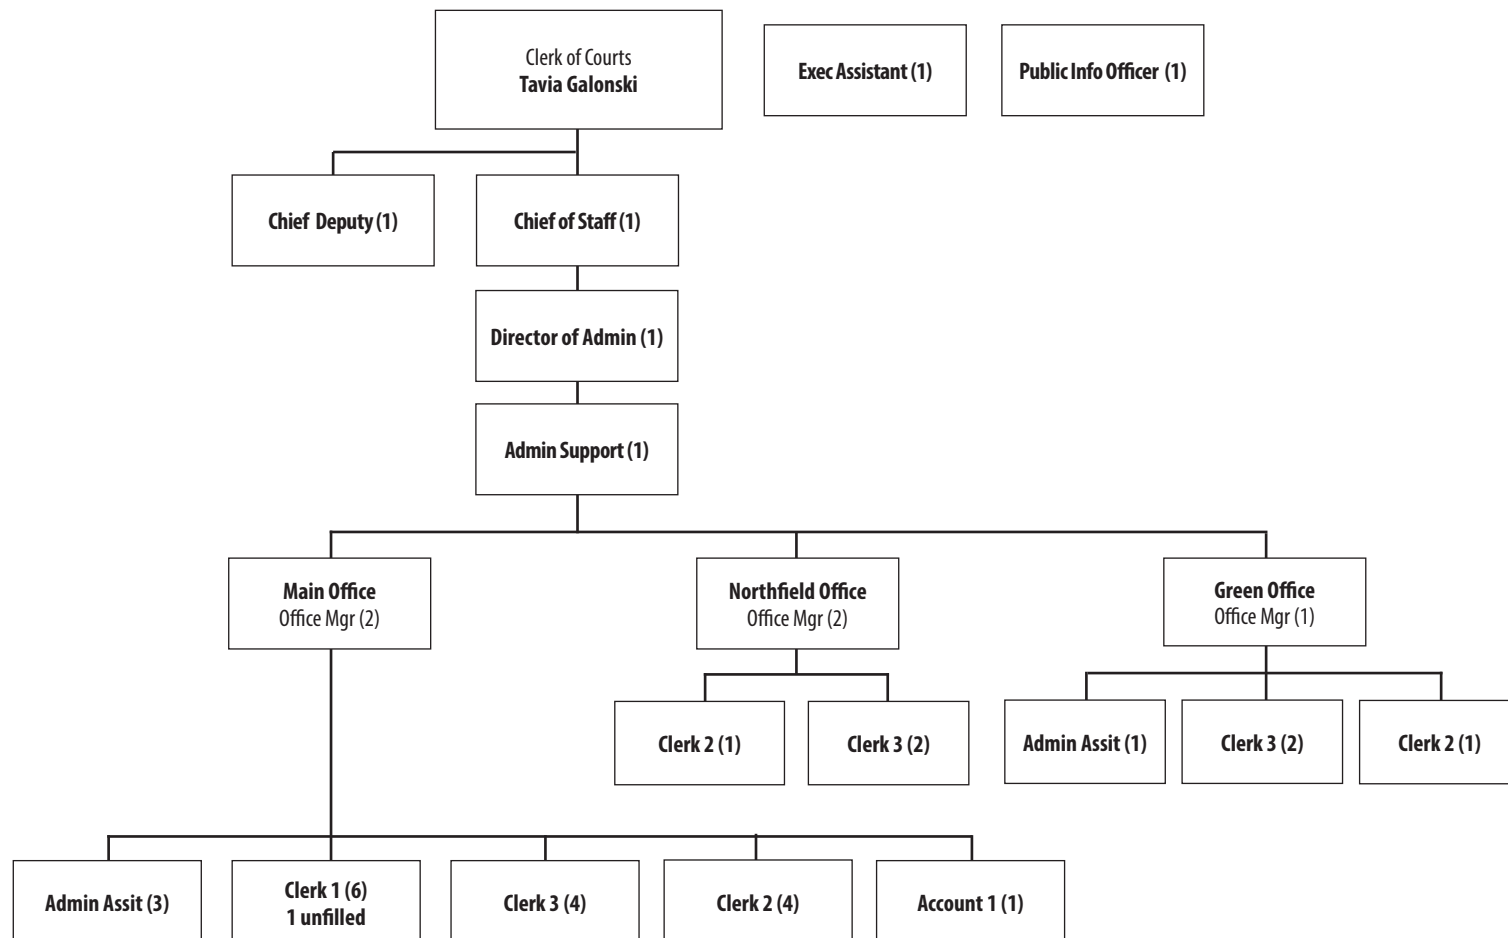 Clerk of Courts
Tavia Galonski
Exec Assistant (1)
Public Info Officer (1)
Chief Deputy (1)
Chief of Staff (1)
Director of Admin (1)
Admin Support (1)
Main Office
Office Mgr (2)
Northfield Office
Office Mgr (2)
Green Office
Office Mgr (1)
Clerk 2 (1)
Clerk 3 (2)
Admin Assit (1)
Clerk 3 (2)
Clerk 2 (1)
Admin Assit (3)
Clerk 1 (6)
1 unfilled
Clerk 3 (4)
Clerk 2 (4)
Account 1 (1)